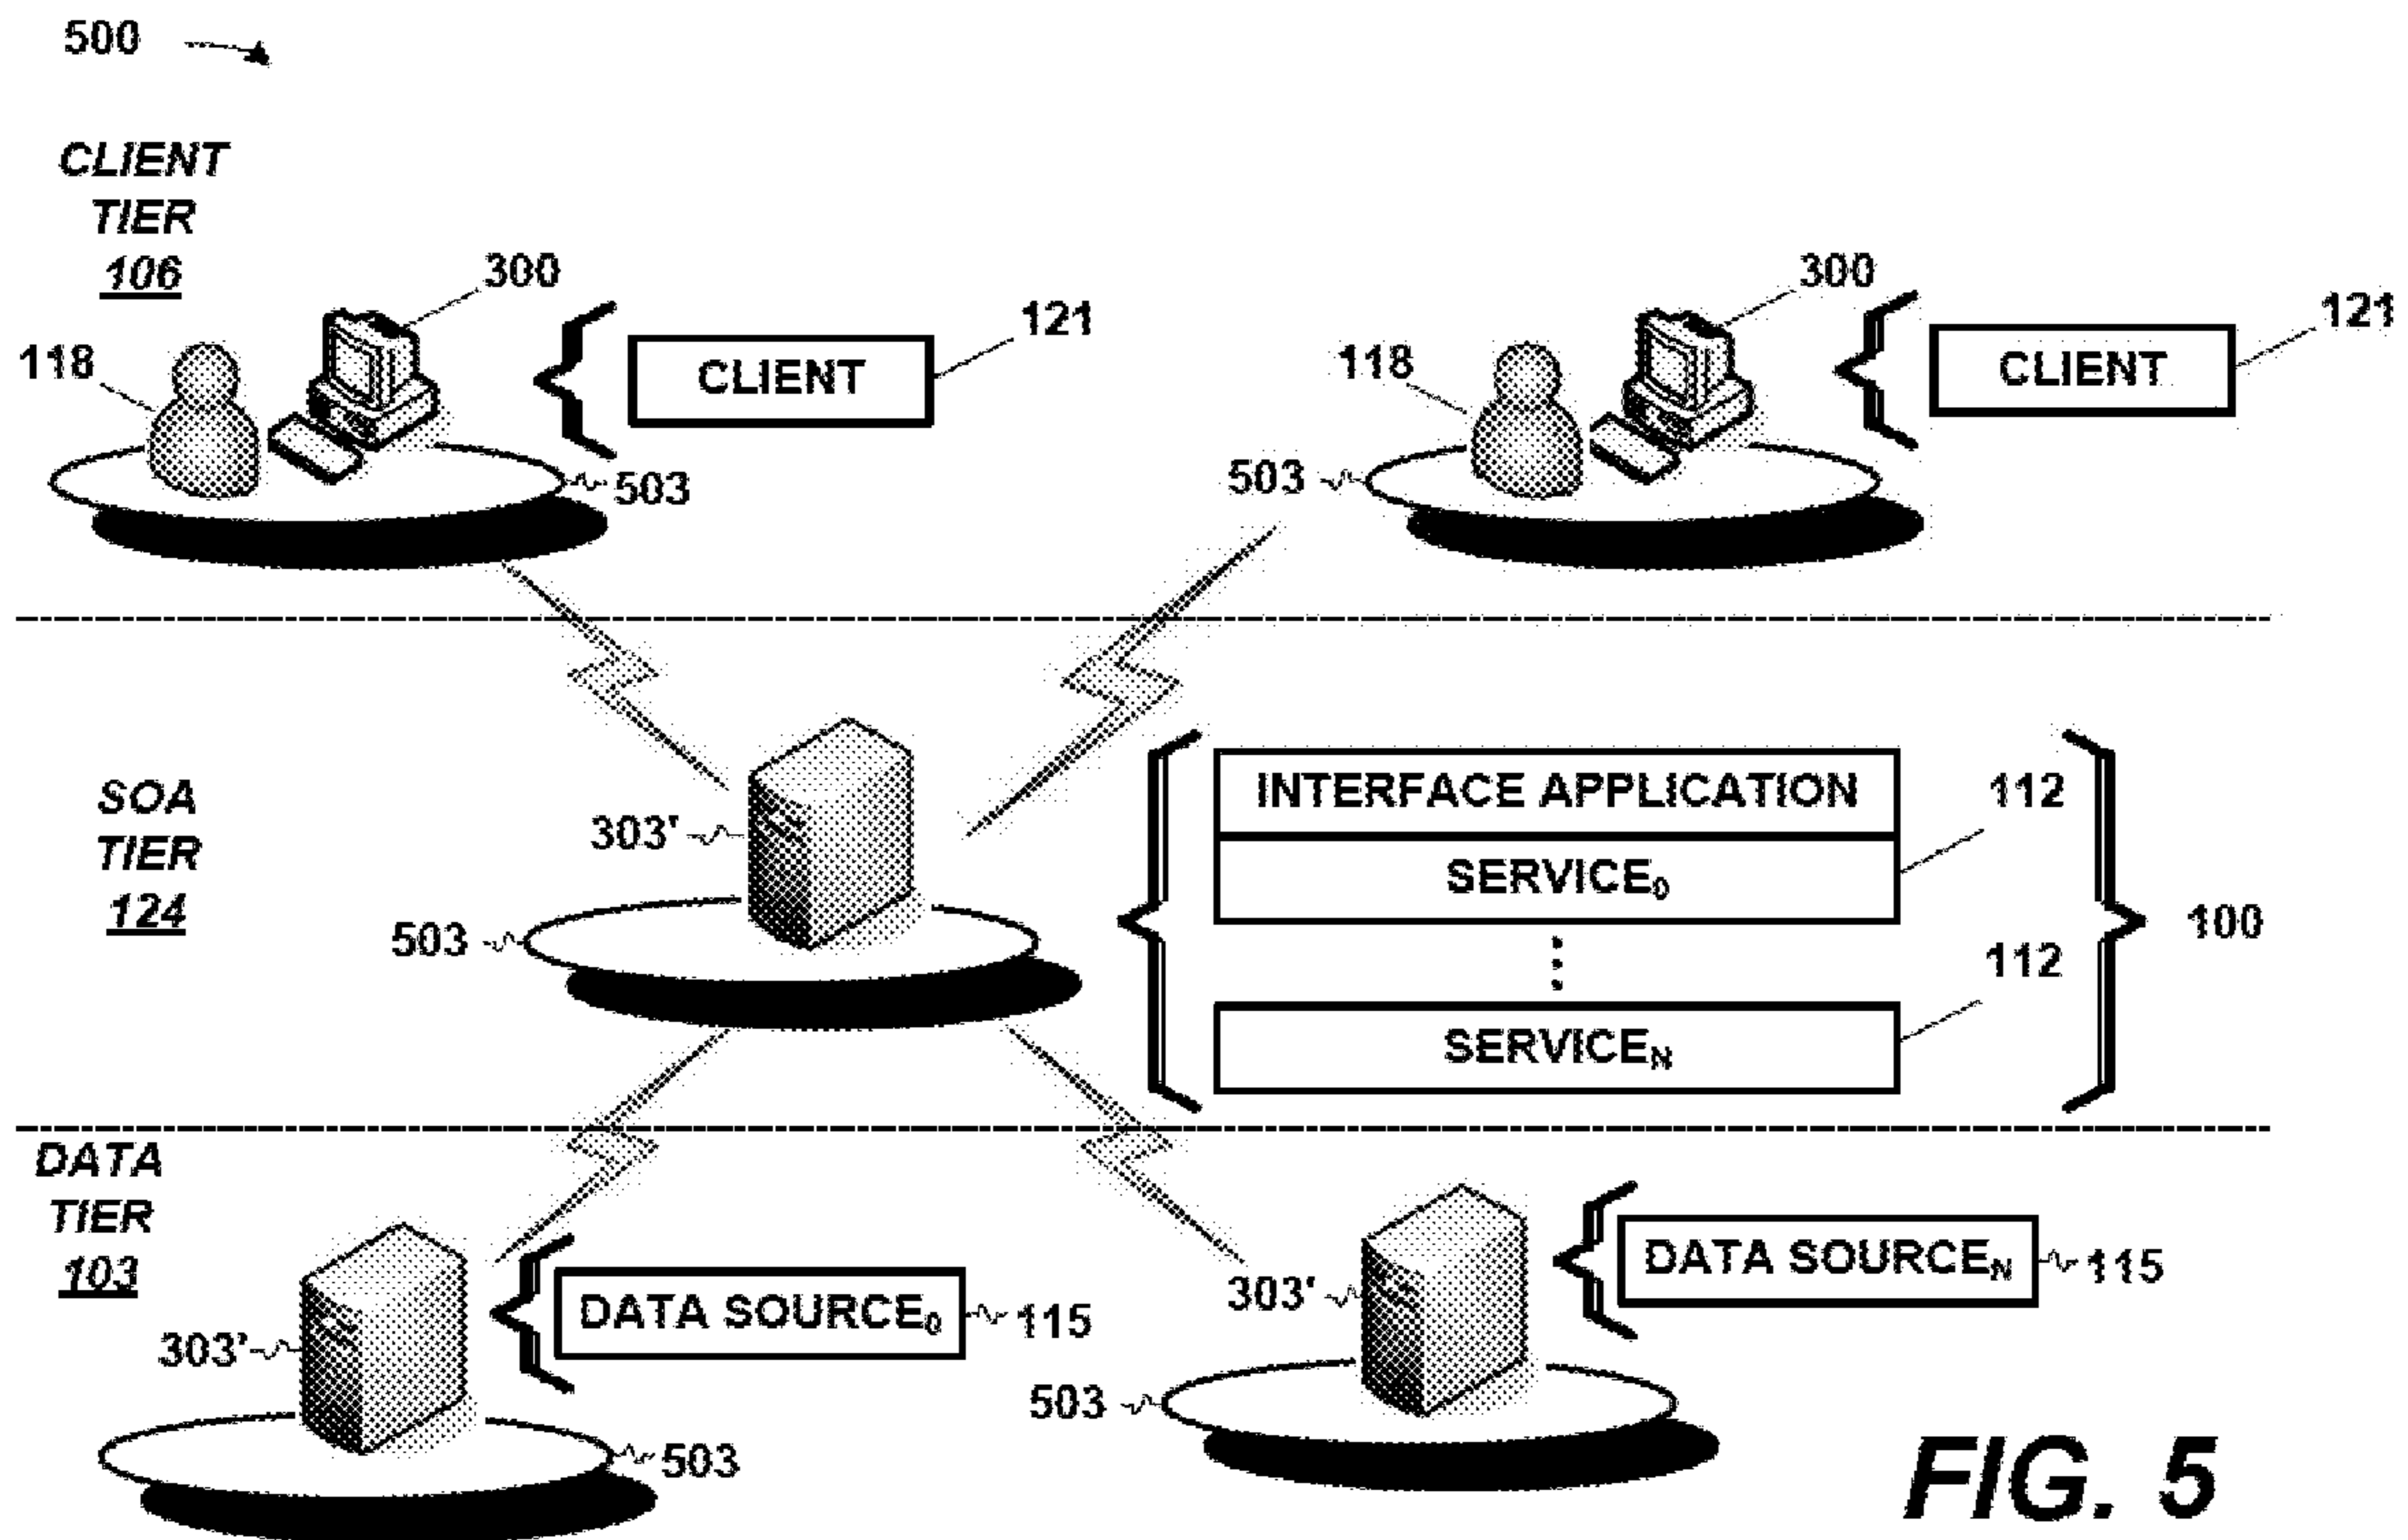 500
CLIENT
TIER
106
300
300
121
121
118
CLIENT
118
CLIENT
503
503
SOA
TIER
124
303'
INTERFACE APPLICATION
112
SERVICE₀
503
100
⋮
112
SERVICEN
DATA
TIER
103
DATA SOURCEN
115
303'
DATA SOURCE₀
115
303'
503
503
FIG. 5